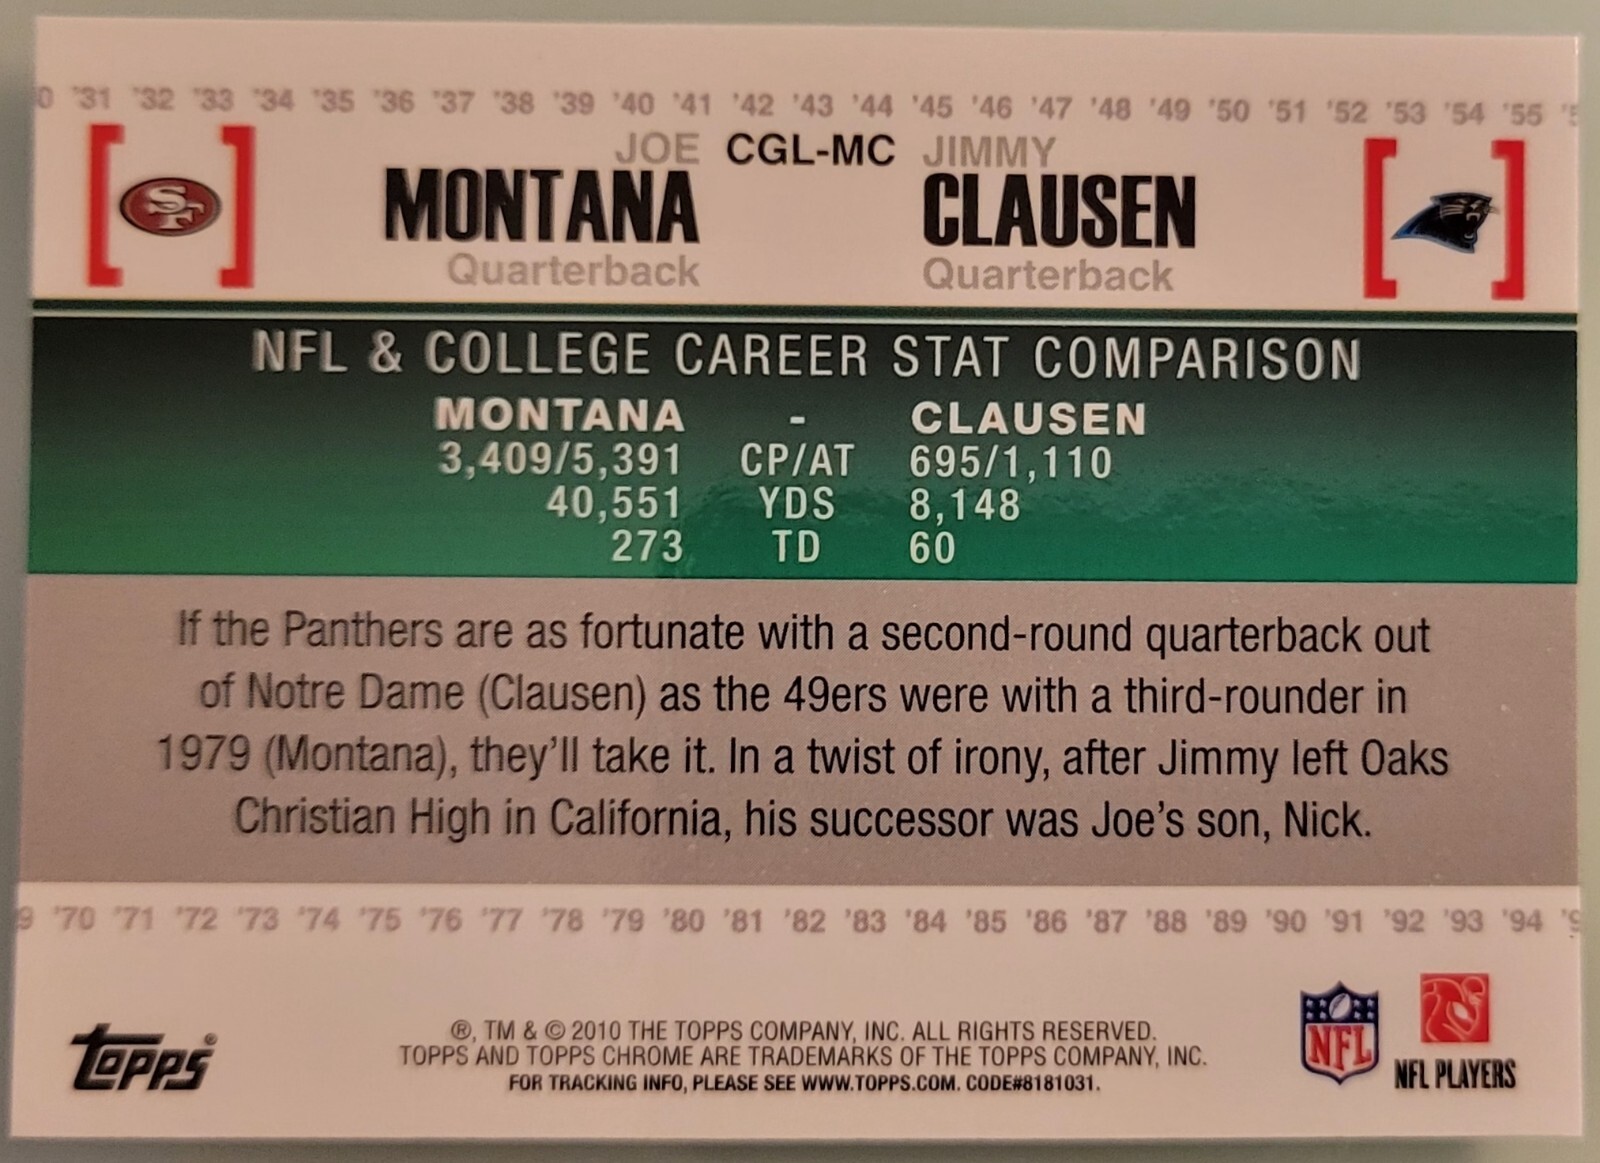 '31 '32 '33 '34 '35 '36 '37 '38 '39 '40 '41 '42 '43 '44 '45 '46 '47 '48 '49 '50 '51 '52 '53 '54 '55
JOE CGL-MC JIMMY
SF MONTANA CLAUSEN
Quarterback Quarterback
NFL & COLLEGE CAREER STAT COMPARISON
MONTANA - CLAUSEN
3,409/5,391 CP/AT 695/1,110
40,551 YDS 8,148
273 TD 60
If the Panthers are as fortunate with a second-round quarterback out
of Notre Dame (Clausen) as the 49ers were with a third-rounder in
1979 (Montana), they'll take it. In a twist of irony, after Jimmy left Oaks
Christian High in California, his successor was Joe's son, Nick.
'70 '71 '72 '73 '74 '75 '76 '77 '78 '79 '80 '81 '82 '83 '84 '85 '86 '87 '88 '89 '90 '91 '92 '93 '94
topps®
®, TM & © 2010 THE TOPPS COMPANY, INC. ALL RIGHTS RESERVED.
TOPPS AND TOPPS CHROME ARE TRADEMARKS OF THE TOPPS COMPANY, INC.
FOR TRACKING INFO, PLEASE SEE WWW.TOPPS.COM. CODE#8181031.
NFL
NFL PLAYERS